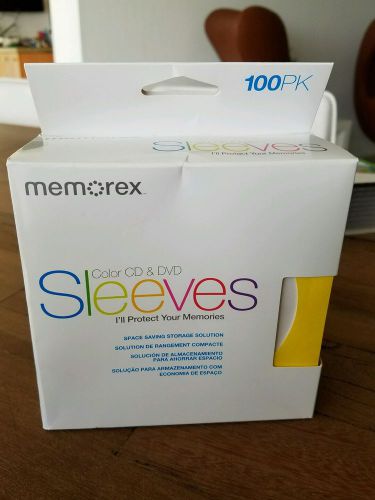 100PK
Sleeves
I'll Protect Your Memories
memorex
Color CD & DVD
Sleeves
I'll Protect Your Memories
SPACE SAVING STORAGE SOLUTION
SOLUTION DE RANGEMENT COMPACTE
SOLUCIÓN DE ALMACENAMIENTO
PARA AHORRAR ESPACIO
SOLUÇÃO PARA ARMAZENAMENTO COM
ECONOMIA DE ESPAÇO